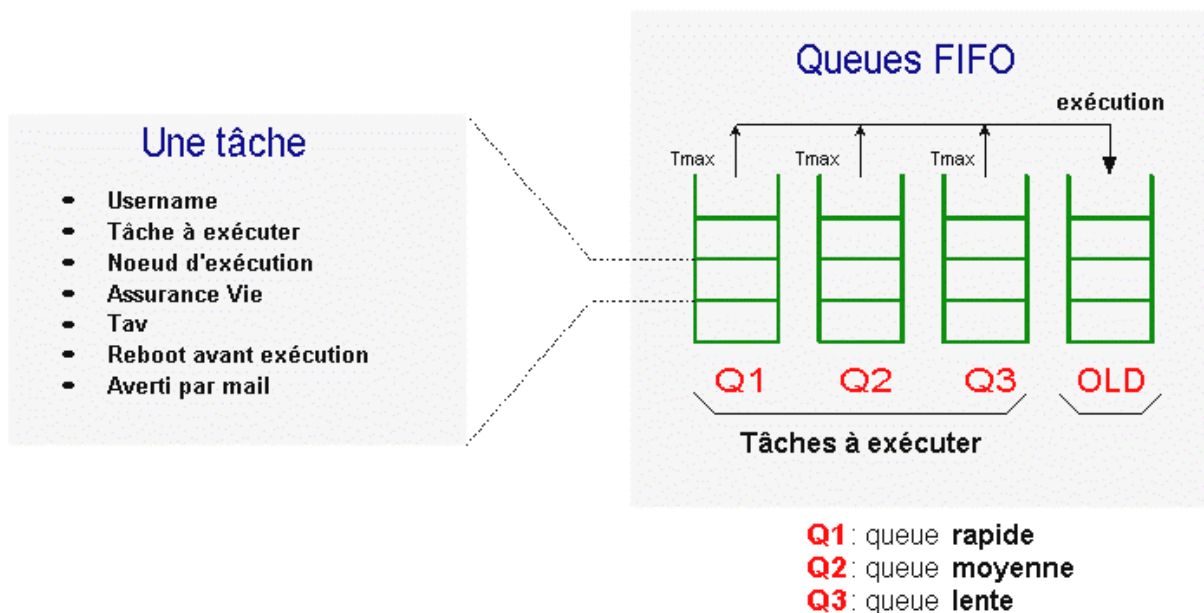 Une tâche
• Username
• Tâche à exécuter
• Noeud d'exécution
• Assurance Vie
• Tav
• Reboot avant exécution
• Averti par mail
Queues FIFO
exécution
Tmax Tmax Tmax
Q1 Q2 Q3 OLD
Tâches à exécuter
Q1: queue rapide
Q2: queue moyenne
Q3: queue lente